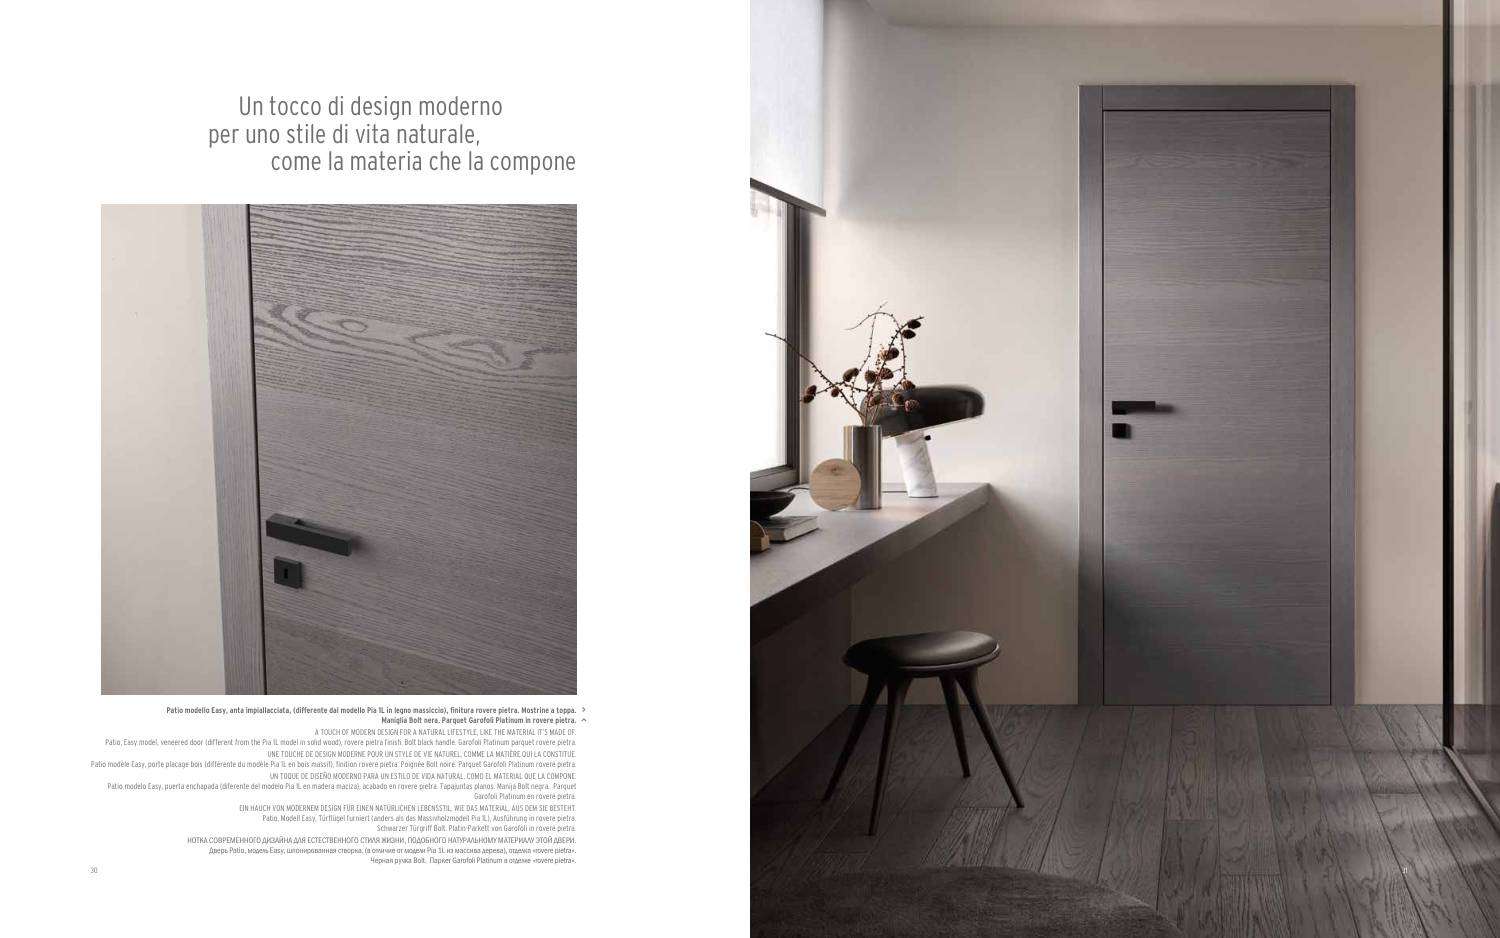 Un tocco di design moderno
per uno stile di vita naturale,
come la materia che la compone
Patio modello Easy, anta impiallacciata, (differente dal modello Pia 1L in legno massiccio), finitura rovere pietra. Mostrine a toppa. >
Maniglia Bolt nera. Parquet Garofoli Platinum in rovere pietra. ^
A TOUCH OF MODERN DESIGN FOR A NATURAL LIFESTYLE, LIKE THE MATERIAL IT'S MADE OF.
Patio, Easy model, veneered door (different from the Pia 1L model in solid wood), rovere pietra finish. Bolt black handle. Garofoli Platinum parquet rovere pietra.
UNE TOUCHE DE DESIGN MODERNE POUR UN STYLE DE VIE NATUREL, COMME LA MATIÈRE QUI LA CONSTITUE.
Patio modèle Easy, porte placage bois (différente du modèle Pia 1L en bois massif), finition rovere pietra. Poignée Bolt noire. Parquet Garofoli Platinum rovere pietra.
UN TOQUE DE DISEÑO MODERNO PARA UN ESTILO DE VIDA NATURAL, COMO EL MATERIAL QUE LA COMPONE.
Patio modelo Easy, puerta enchapada (diferente del modelo Pia 1L en madera maciza), acabado en rovere pietra. Tapajuntas planos. Manija Bolt negra. Parquet
Garofoli Platinum en rovere pietra.
EIN HAUCH VON MODERNEM DESIGN FÜR EINEN NATÜRLICHEN LEBENSSTIL, WIE DAS MATERIAL, AUS DEM SIE BESTEHT.
Patio, Modell Easy, Türflügel furniert (anders als das Massivholzmodell Pia 1L), Ausführung in rovere pietra.
Schwarzer Türgriff Bolt. Platin-Parkett von Garofoli in rovere pietra.
НОТКА СОВРЕМЕННОГО ДИЗАЙНА ДЛЯ ЕСТЕСТВЕННОГО СТИЛЯ ЖИЗНИ, ПОДОБНОГО НАТУРАЛЬНОМУ МАТЕРИАЛУ ЭТОЙ ДВЕРИ.
Дверь Patio, модель Easy, шпонированная створка, (в отличие от модели Pia 1L из массива дерева), отделка «rovere pietra».
Черная ручка Bolt. Паркет Garofoli Platinum в отделке «rovere pietra».
30
31